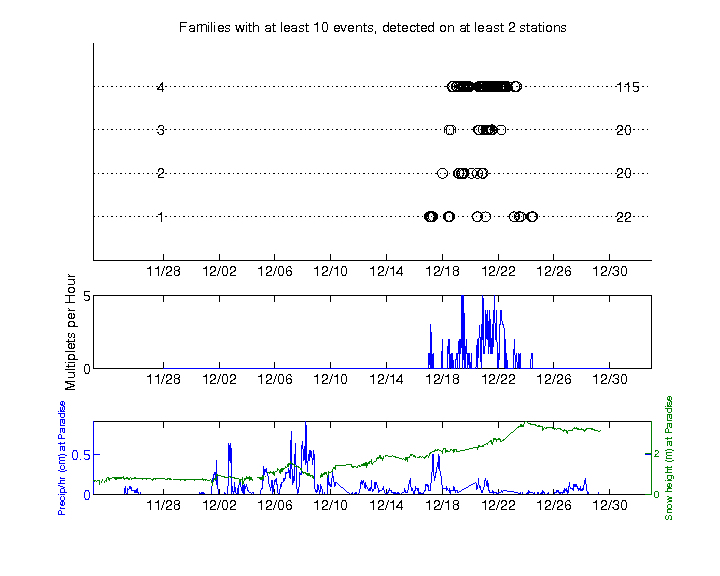 Families with at least 10 events, detected on at least 2 stations
4 115
3 20
2 20
1 22
11/28 12/02 12/06 12/10 12/14 12/18 12/22 12/26 12/30
Multiplets per Hour
5
0
11/28 12/02 12/06 12/10 12/14 12/18 12/22 12/26 12/30
Precip/hr (cm) at Paradise
0.5
0
2
0
Snow height (m) at Paradise
11/28 12/02 12/06 12/10 12/14 12/18 12/22 12/26 12/30